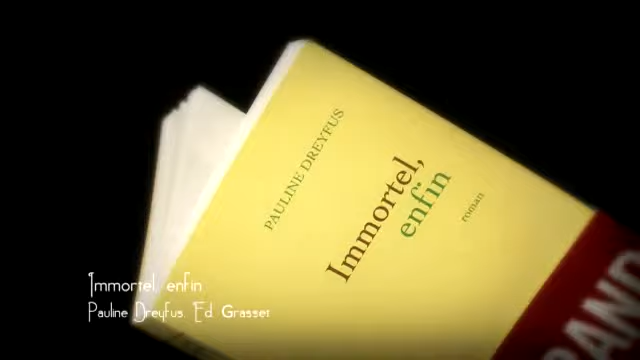 PAULINE DREYFUS
Immortel,
enfin
roman
Immortel, enfin
Pauline Dreyfus. Ed. Grasset